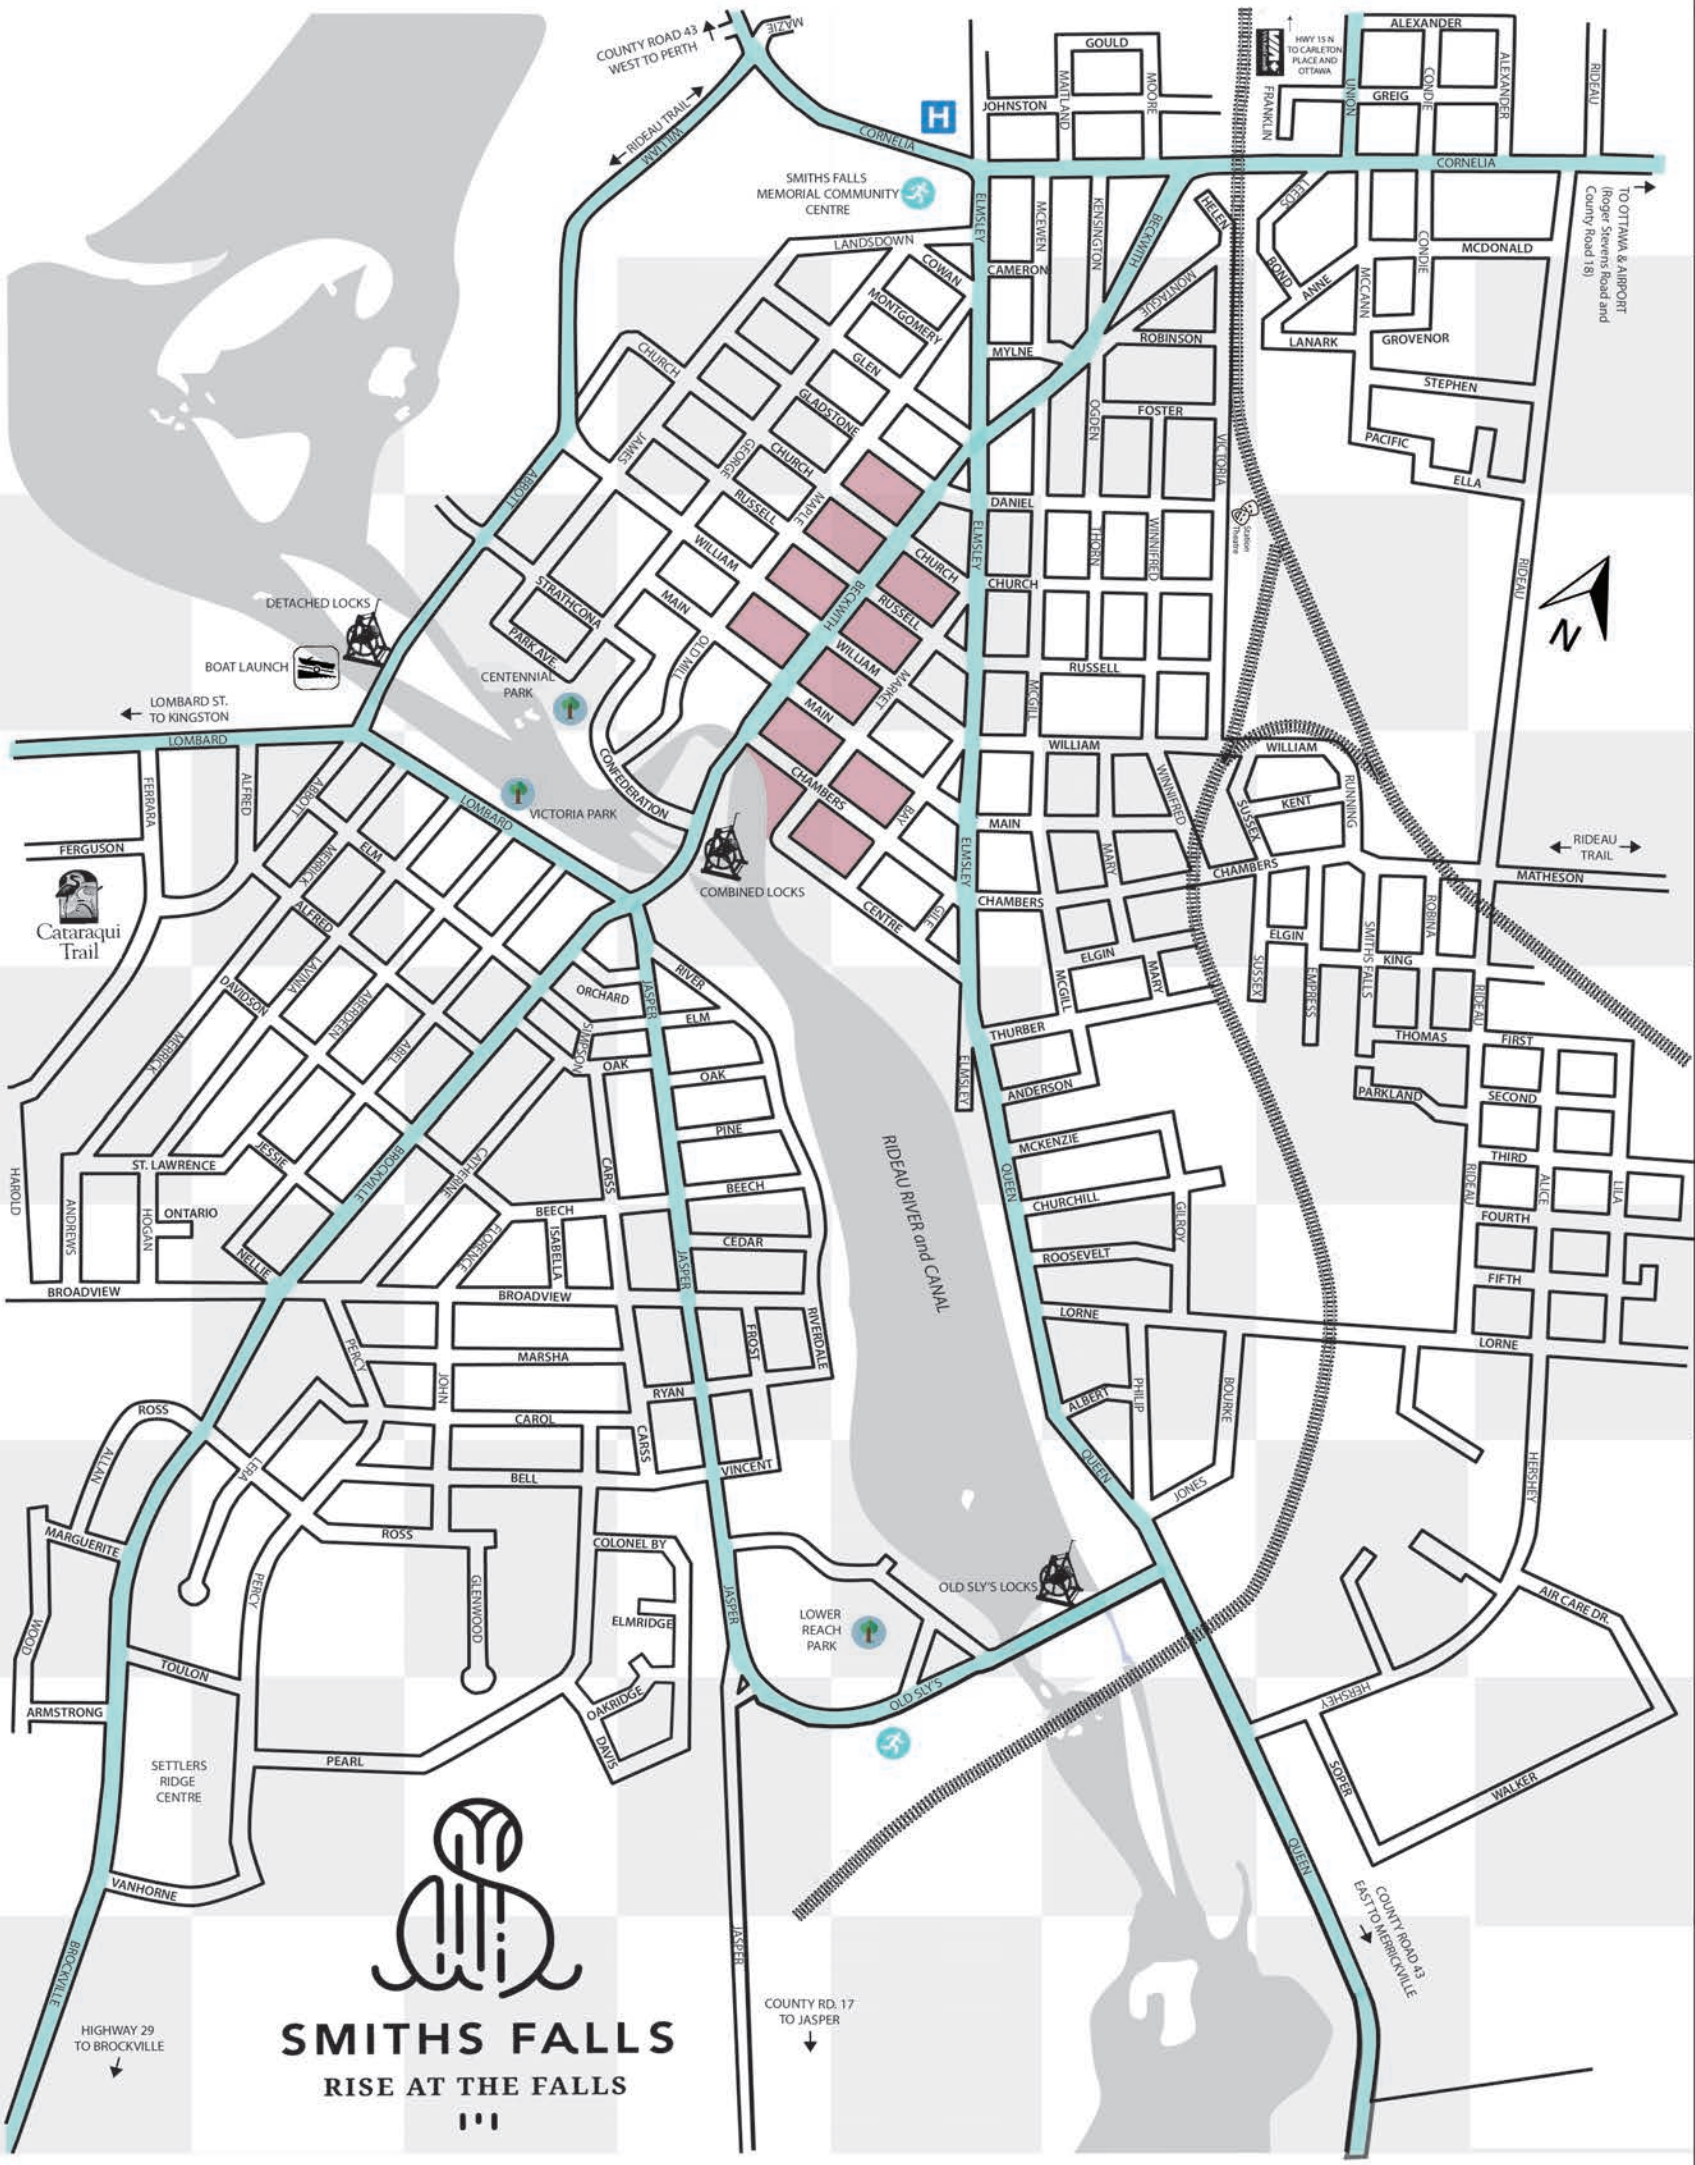 MAZIE
COUNTY ROAD 43
WEST TO PERTH
RIDEAU TRAIL
WILLIAM
CORNELIA
H
SMITHS FALLS
MEMORIAL COMMUNITY
CENTRE
GOULD
JOHNSTON
MAITLAND
MOORE
HWY 15 N
TO CARLETON
PLACE AND
OTTAWA
FRANKLIN
UNION
ALEXANDER
GREIG
CONDIE
ALEXANDER
RIDEAU
CORNELIA
TO OTTAWA & AIRPORT
(Roger Stevens Road and
County Road 18)
ELMSLEY
MCEWEN
KENSINGTON
BECKWITH
HELEN
LEEDS
CONDIE
MCDONALD
LANDSDOWN
COWAN
CAMERON
MONTAGUE
BOND
ANNE
MCCANN
MONTGOMERY
MYLNE
ROBINSON
LANARK
GROVENOR
CHURCH
GLEN
STEPHEN
GLADSTONE
OGDEN
FOSTER
VICTORIA
PACIFIC
ELLA
JAMES
GEORGE
CHURCH
MAPLE
RUSSELL
WILLIAM
ABBOTT
DANIEL
ELMSLEY
THORN
WINNIFRED
Station
Theatre
RIDEAU
N
CHURCH
CHURCH
STRATHCONA
MAIN
BECKWITH
RUSSELL
DETACHED LOCKS
BOAT LAUNCH
PARK AVE.
OLD MILL
WILLIAM
MARKET
RUSSELL
MCGILL
CENTENNIAL
PARK
LOMBARD ST.
TO KINGSTON
LOMBARD
MAIN
WILLIAM
WILLIAM
CONFEDERATION
CHAMBERS
WINNIFRED
SUSSEX
KENT
RUNNING
FERRARA
ALFRED
ABBOTT
LOMBARD
VICTORIA PARK
BAY
MAIN
MARY
CHAMBERS
RIDEAU
TRAIL
MATHESON
FERGUSON
MERRICK
ELM
COMBINED LOCKS
ELMSLEY
CHAMBERS
CENTRE
GILE
ROBINA
Cataraqui
Trail
ALFRED
ELGIN
SMITHS FALLS
ELGIN
KING
DAVIDSON
LAVINIA
ABERDEEN
ORCHARD
RIVER
JASPER
MCGILL
MARY
SUSSEX
EMPRESS
RIDEAU
MERRICK
ABEL
SIMPSON
ELM
THURBER
THOMAS
FIRST
OAK
OAK
ELMSLEY
ANDERSON
PARKLAND
SECOND
PINE
RIDEAU RIVER and CANAL
MCKENZIE
HAROLD
ST. LAWRENCE
JESSIE
BROCKVILLE
CATHERINE
CARSS
BEECH
QUEEN
CHURCHILL
GILROY
THIRD
RIDEAU
ALICE
LILA
ANDREWS
HOGAN
ONTARIO
BEECH
FLORENCE
ISABELLA
CEDAR
FOURTH
NELLIE
JASPER
ROOSEVELT
FIFTH
BROADVIEW
BROADVIEW
FROST
RIVERDALE
LORNE
LORNE
PERCY
MARSHA
JOHN
RYAN
ALBERT
PHILIP
BOURKE
ROSS
CAROL
CARSS
ALLAN
LERA
BELL
VINCENT
QUEEN
JONES
HERSHEY
MARGUERITE
ROSS
COLONEL BY
OLD SLY'S LOCKS
GLENWOOD
PERCY
JASPER
ELMRIDGE
LOWER
REACH
PARK
AIR CARE DR.
WOOD
TOULON
ARMSTRONG
OAKRIDGE
OLD SLY'S
HERSHEY
DAVIS
PEARL
SETTLERS
RIDGE
CENTRE
SOPER
WALKER
QUEEN
VANHORNE
COUNTY ROAD 43
EAST TO MERRICKVILLE
BROCKVILLE
JASPER
COUNTY RD. 17
TO JASPER
HIGHWAY 29
TO BROCKVILLE
SMITHS FALLS
RISE AT THE FALLS